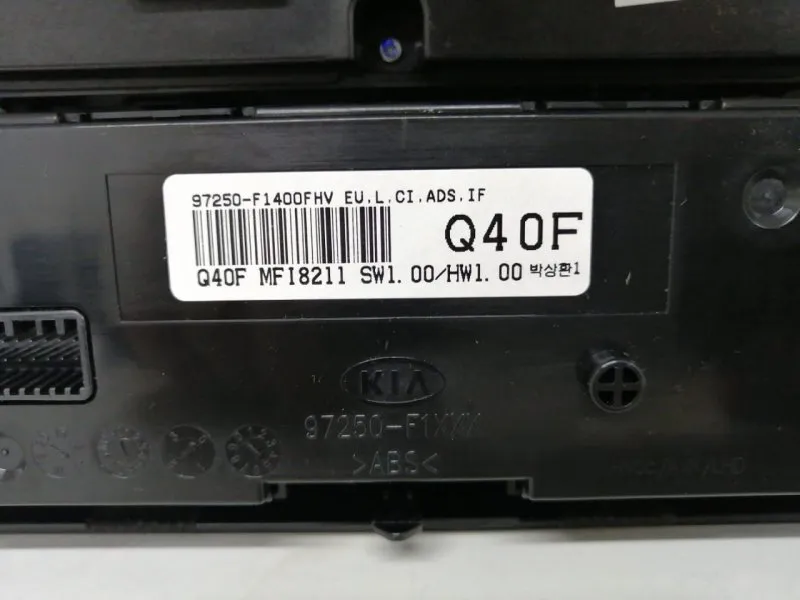 97250-F1400FHV EU.L.CI.ADS.IF
Q40F
Q40F MFI8211 SW1.00/HW1.00 박상환1
KIA
97250-F1XXX
>ABS<